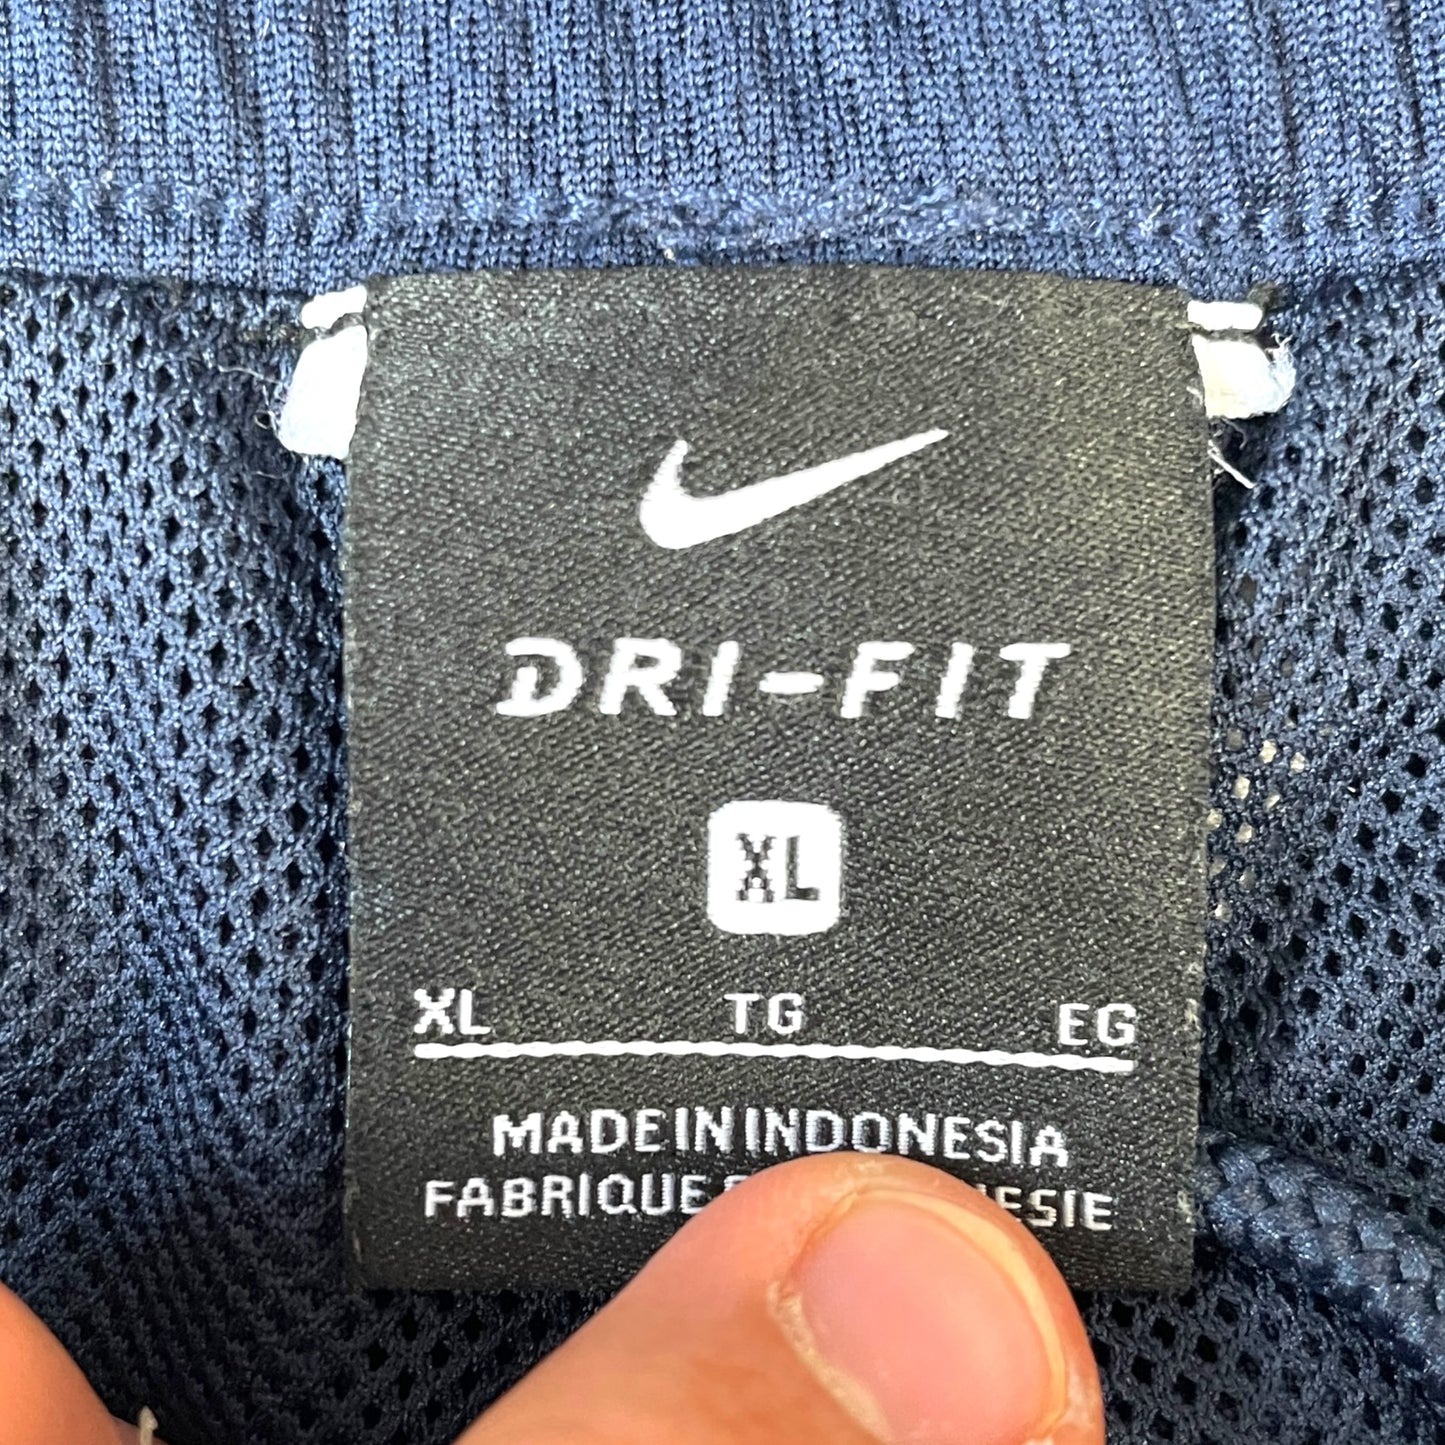 DRI-FIT
XL
XL TG EG
MADE IN INDONESIA
FABRIQUE